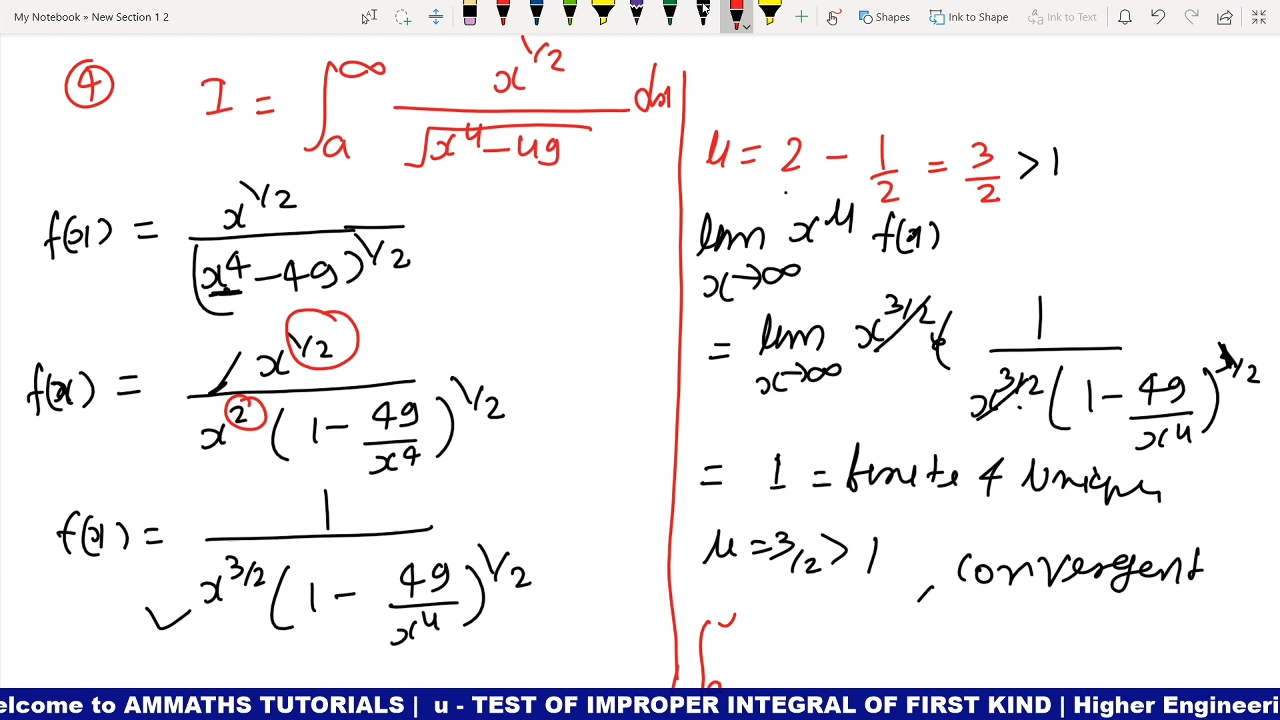 My Notebook » New Section 1 2
Shapes
Ink to Shape
Ink to Text
④ I = ∫ₐ^∞ x^1/2 / √(x⁴ - 49) dx
f(x) = x^1/2 / (x⁴ - 49)^1/2
f(x) = x^1/2 / x² (1 - 49/x⁴)^1/2
f(x) = 1 / x^3/2 (1 - 49/x⁴)^1/2
μ = 2 - 1/2 = 3/2 > 1
lim x→∞ x^μ f(x)
= lim x→∞ x^3/2 1 / x^3/2 (1 - 49/x⁴)^1/2
= 1 = finite & unique
μ = 3/2 > 1 , convergent
elcome to AMMATHS TUTORIALS | u - TEST OF IMPROPER INTEGRAL OF FIRST KIND | Higher Engineeri